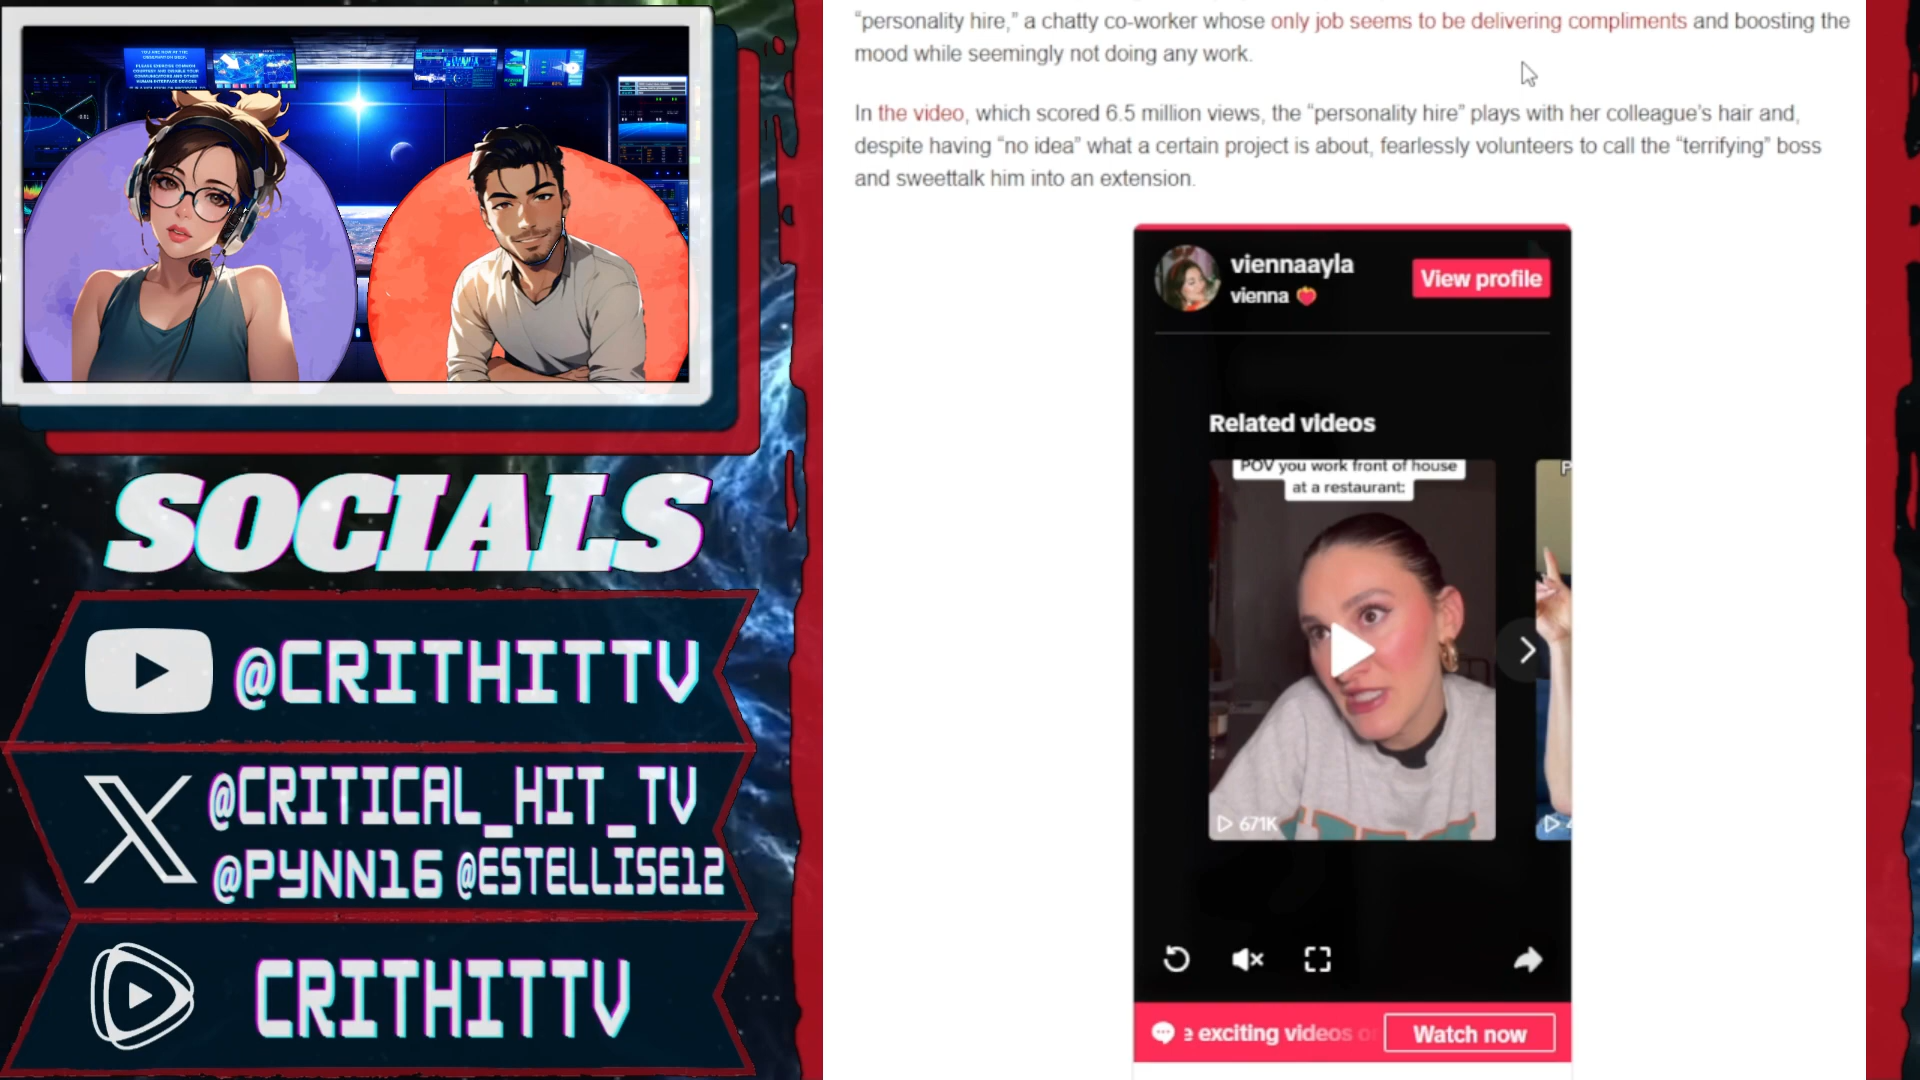 SOCIALS
@CRITHITTV
@CRITICAL_HIT_TV
@PYNN16 @ESTELLISE12
CRITHITTV
“personality hire,” a chatty co-worker whose only job seems to be delivering compliments and boosting the
mood while seemingly not doing any work.
In the video, which scored 6.5 million views, the “personality hire” plays with her colleague’s hair and,
despite having “no idea” what a certain project is about, fearlessly volunteers to call the “terrifying” boss
and sweettalk him into an extension.
viennaayla
vienna
View profile
Related videos
POV you work front of house
at a restaurant:
671K
exciting videos
Watch now